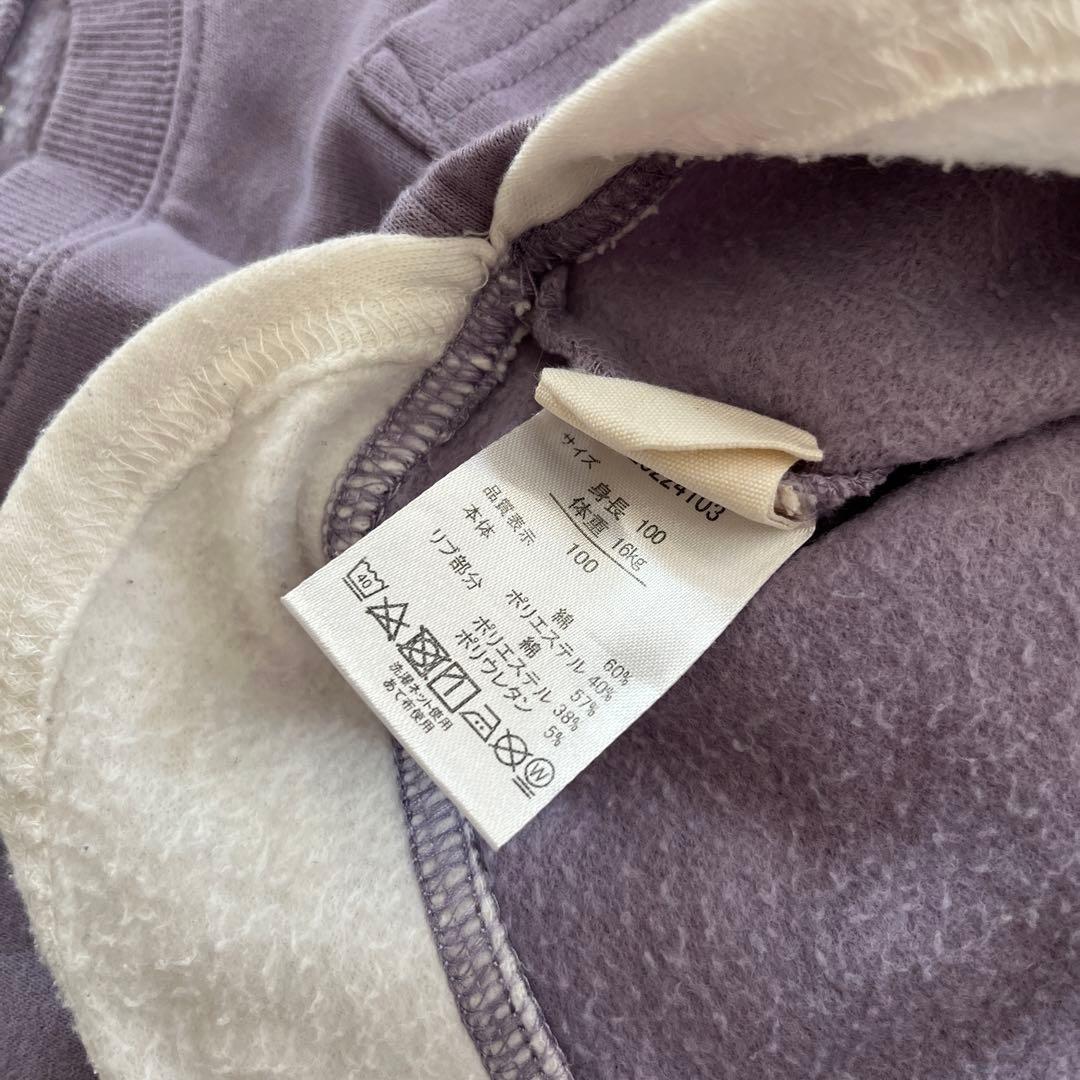 20224103
サイズ
身長 100
体重 16kg
100
品質表示
本体 綿 60%
ポリエステル 40%
リブ部分 綿 57%
ポリエステル 38%
ポリウレタン 5%
40
W
洗濯ネット使用
あて布使用